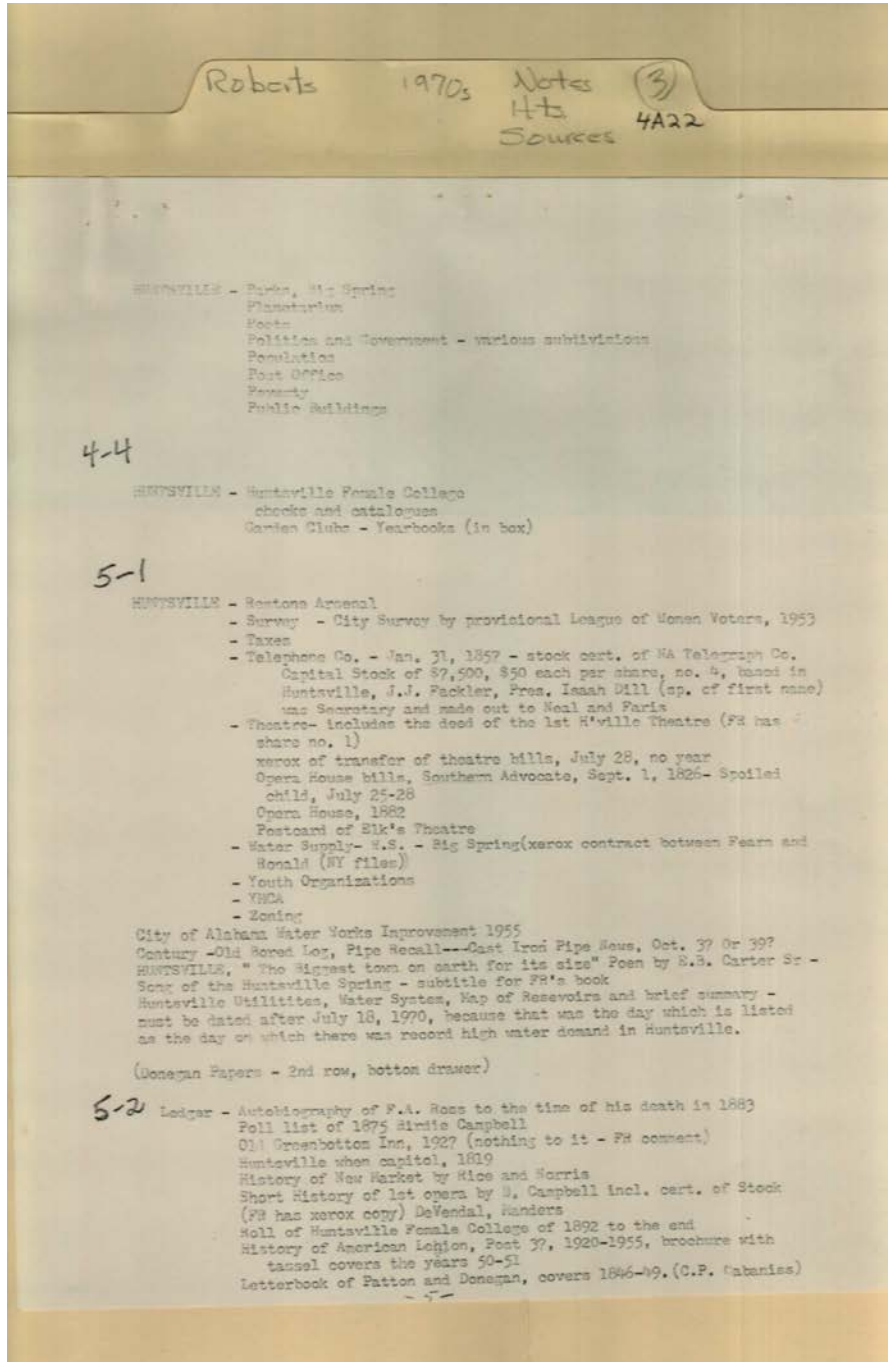 Roberts 1970s Notes (3)
Hts. 4A22
Sources
HUNTSVILLE - Parks, Big Spring
Planetarium
Poets
Politics and Government - various subdivisions
Population
Post Office
Poverty
Public Buildings
4-4
HUNTSVILLE - Huntsville Female College
checks and catalogues
Garden Clubs - Yearbooks (in box)
5-1
HUNTSVILLE - Restone Arsenal
- Survey - City Survey by provisional League of Women Voters, 1953
- Taxes
- Telephone Co. - Jan. 31, 185? - stock cert. of NA Telegraph Co.
Capital Stock of $7,500, $50 each per share, no. 4, based in
Huntsville, J.J. Fackler, Pres. Isaah Dill (sp. of first name)
was Secretary and made out to Neal and Faris
- Theatre- includes the deed of the 1st H'ville Theatre (FR has
share no. 1)
xerox of transfer of theatre bills, July 28, no year
Opera House bills, Southern Advocate, Sept. 1, 1826- Spoiled
child, July 25-28
Opera House, 1882
Postcard of Elk's Theatre
- Water Supply- H.S. - Big Spring(xerox contract between Fearn and
Ronald (NY files))
- Youth Organizations
- YMCA
- Zoning
City of Alabama Water Works Improvement 1955
Century -Old Bored Log, Pipe Recall---Cast Iron Pipe News, Oct. 3? Or 39?
HUNTSVILLE, " The Biggest town on earth for its size" Poem by E.B. Carter Sr -
Song of the Huntsville Spring - subtitle for FR's book
Huntsville Utilitites, Water System, Map of Resevoirs and brief summary -
must be dated after July 18, 1970, because that was the day which is listed
as the day on which there was record high water demand in Huntsville.
(Donegan Papers - 2nd row, bottom drawer)
5-2 Ledger - Autobiography of F.A. Ross to the time of his death in 1883
Poll list of 1875 Birdie Campbell
Old Greenbottom Inn, 192? (nothing to it - FR comment)
Huntsville when capitol, 1819
History of New Market by Rice and Norris
Short History of 1st opera by B. Campbell incl. cert. of Stock
(FR has xerox copy) DeVendal, Manders
Roll of Huntsville Female College of 1892 to the end
History of American Lehion, Post 37, 1920-1955, brochure with
tassel covers the years 50-51
Letterbook of Patton and Donegan, covers 1846-49.(C.P. Cabaniss)
- 5 -